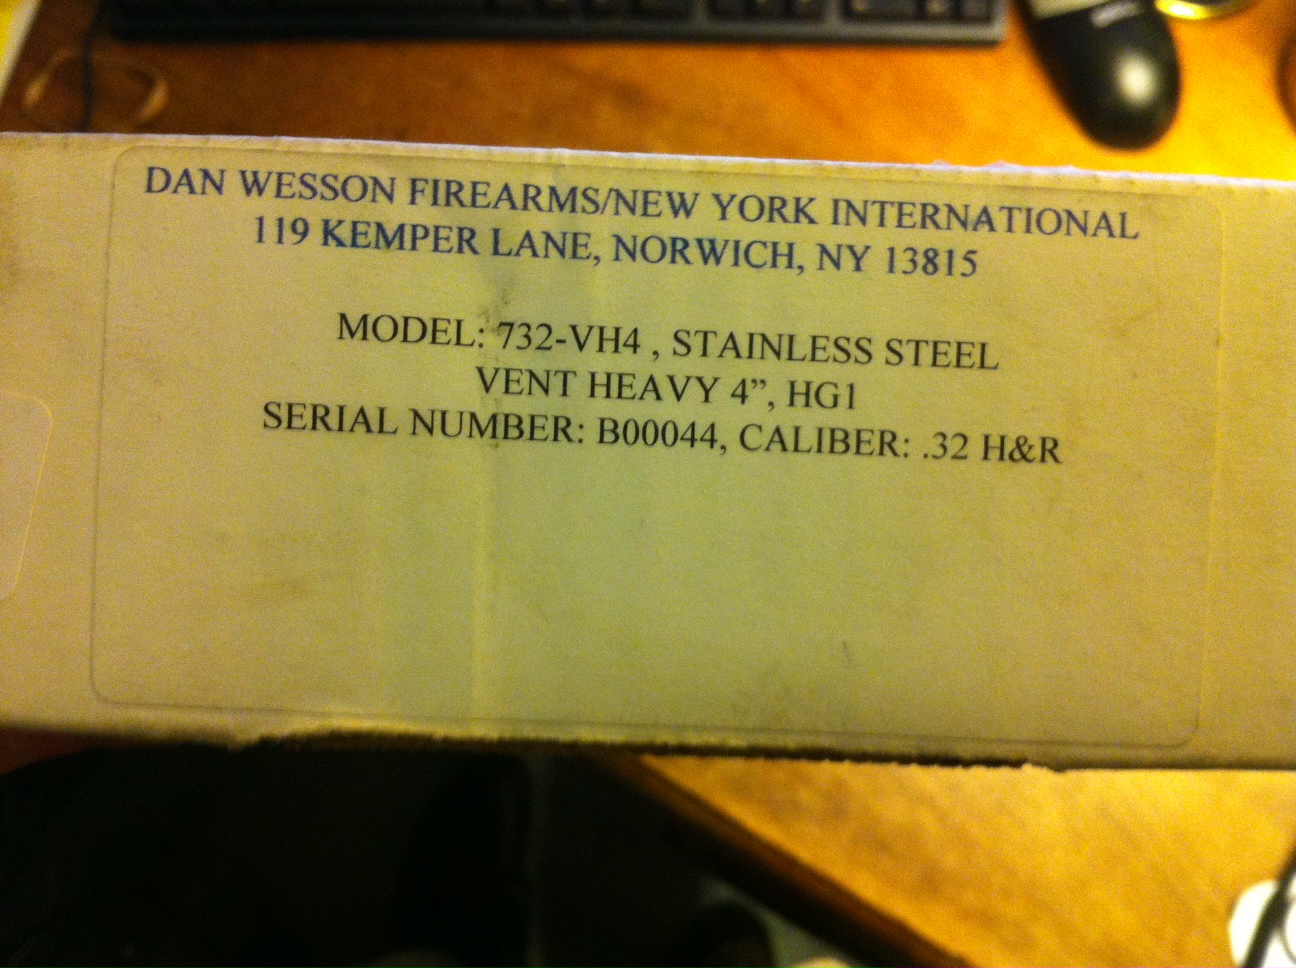 DAN WESSON FIREARMS/NEW YORK INTERNATIONAL
119 KEMPER LANE, NORWICH, NY 13815
MODEL: 732-VH4 , STAINLESS STEEL
VENT HEAVY 4”, HG1
SERIAL NUMBER: B00044, CALIBER: .32 H&R